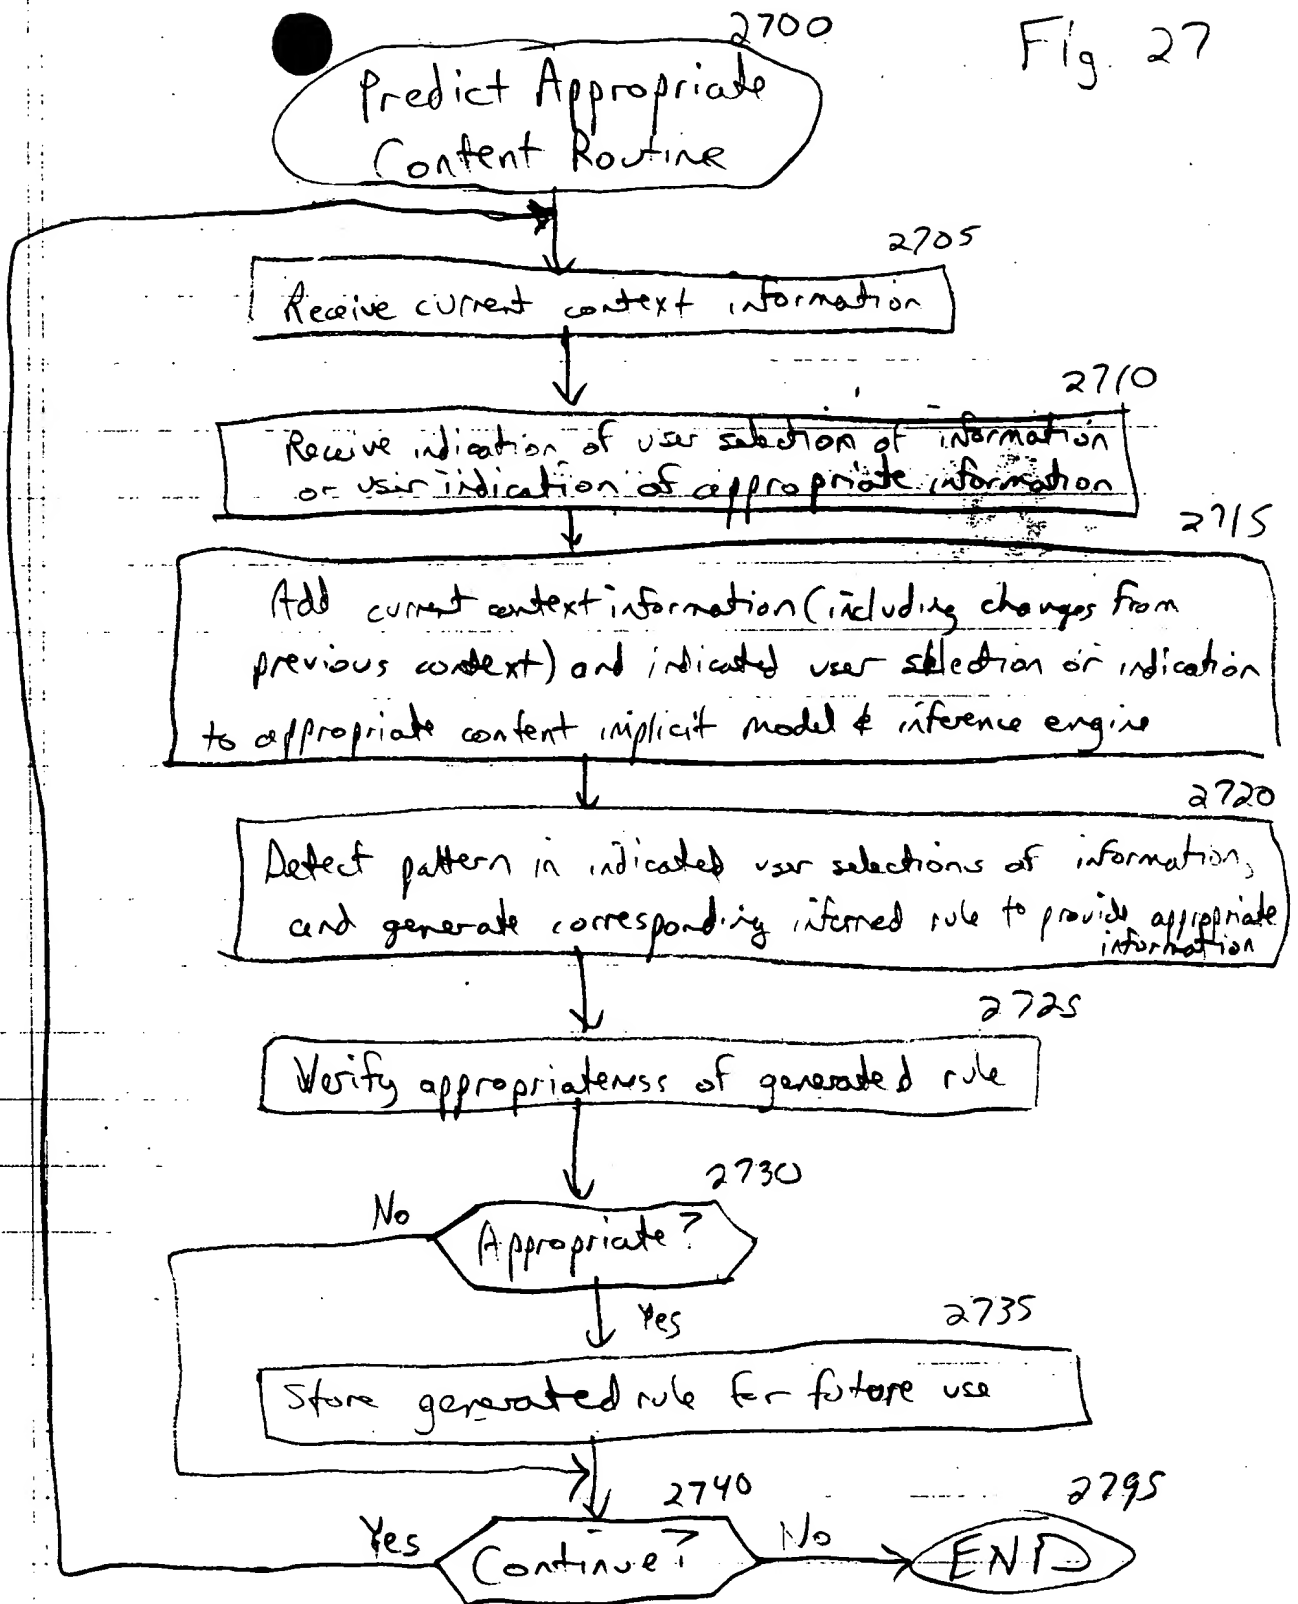 2700
Fig. 27
Predict Appropriate
Content Routine
2705
Receive current context information
2710
Receive indication of user selection of information
or user indication of appropriate information
2715
Add current context information (including changes from
previous context) and indicated user selection or indication
to appropriate content implicit model & inference engine
2720
Detect pattern in indicated user selections of information,
and generate corresponding inferred rule to provide appropriate
information
2725
Verify appropriateness of generated rule
2730
No
Appropriate?
Yes
2735
Store generated rule for future use
2740
2795
Yes
Continue?
No
END